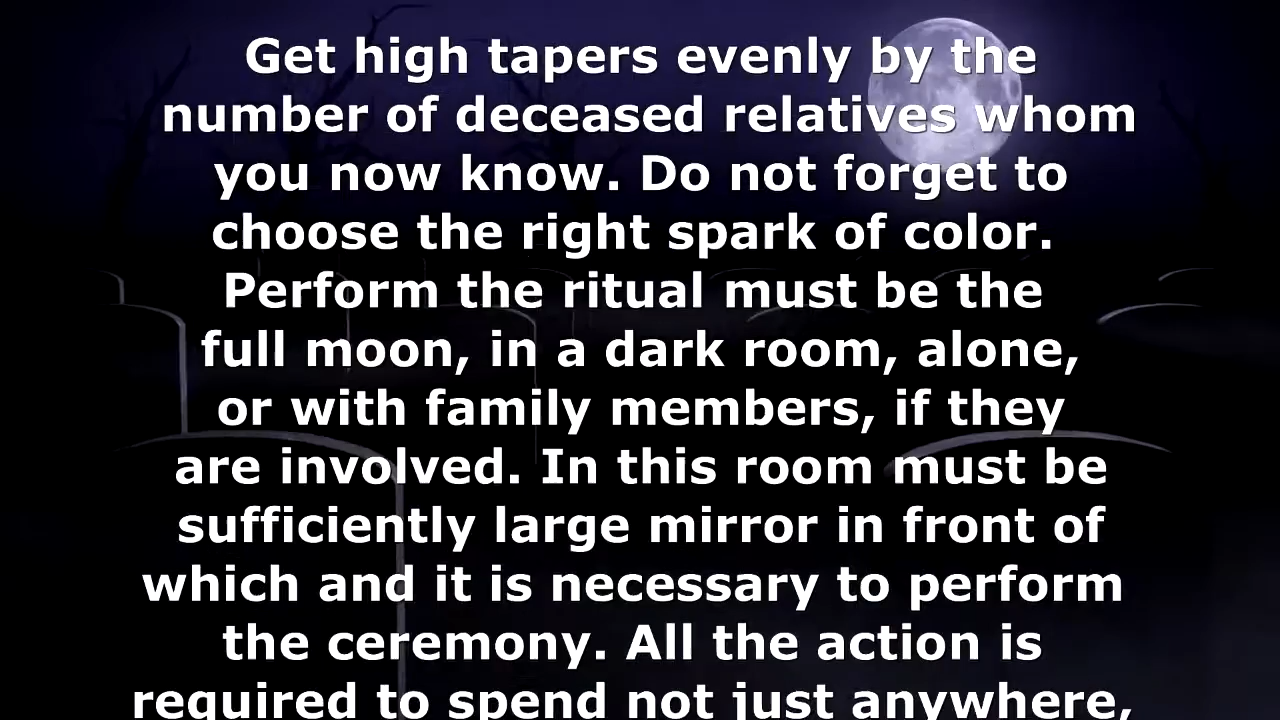 Get high tapers evenly by the
number of deceased relatives whom
you now know. Do not forget to
choose the right spark of color.
Perform the ritual must be the
full moon, in a dark room, alone,
or with family members, if they
are involved. In this room must be
sufficiently large mirror in front of
which and it is necessary to perform
the ceremony. All the action is
required to spend not just anywhere,